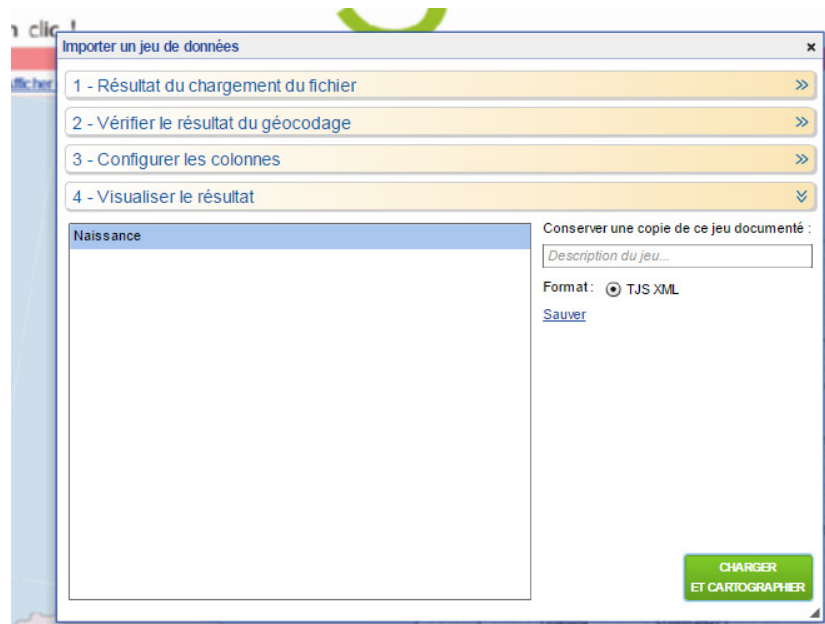 n clic !
Importer un jeu de données
x
afficher
1 - Résultat du chargement du fichier
2 - Vérifier le résultat du géocodage
3 - Configurer les colonnes
4 - Visualiser le résultat
Naissance
Conserver une copie de ce jeu documenté :
Description du jeu...
Format : TJS XML
Sauver
CHARGER
ET CARTOGRAPHIER